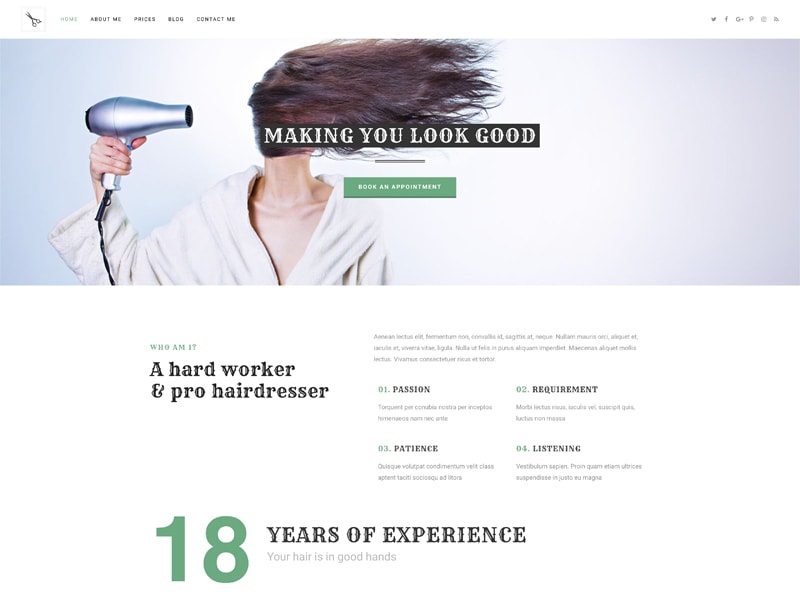 HOME ABOUT ME PRICES BLOG CONTACT ME
MAKING YOU LOOK GOOD
BOOK AN APPOINTMENT
WHO AM I?
A hard worker
& pro hairdresser
Aenean lectus elit, fermentum non, convallis id, sagittis at, neque. Nullam mauris orci, aliquet et,
iaculis et, viverra vitae, ligula. Nulla ut felis in purus aliquam imperdiet. Maecenas aliquet mollis
lectus. Vivamus consectetuer risus et tortor.
01. PASSION
Torquent per conubia nostra per inceptos
himenaeos nam nec ante
02. REQUIREMENT
Morbi lectus risus, iaculis vel, suscipit quis,
luctus non massa
03. PATIENCE
Quisque volutpat condimentum velit class
aptent taciti sociosqu ad litora
04. LISTENING
Vestibulum sapien. Proin quam etiam ultrices
suspendisse in justo eu magna
18
YEARS OF EXPERIENCE
Your hair is in good hands